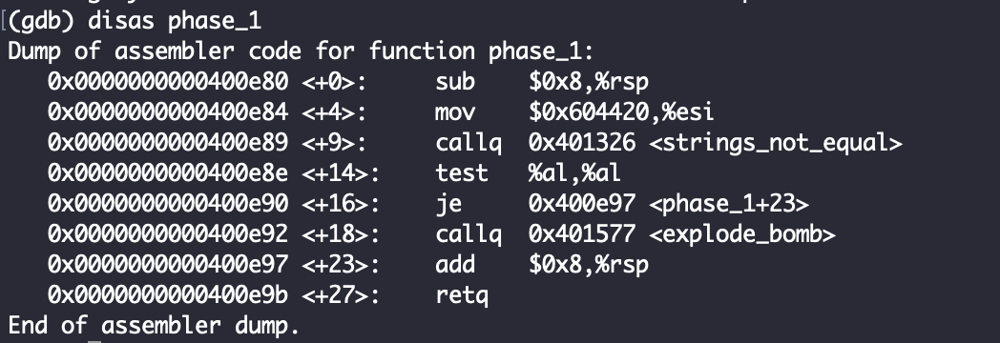 (gdb) disas phase_1
Dump of assembler code for function phase_1:
0x0000000000400e80 <+0>: sub $0x8,%rsp
0x0000000000400e84 <+4>: mov $0x604420,%esi
0x0000000000400e89 <+9>: callq 0x401326 <strings_not_equal>
0x0000000000400e8e <+14>: test %al,%al
0x0000000000400e90 <+16>: je 0x400e97 <phase_1+23>
0x0000000000400e92 <+18>: callq 0x401577 <explode_bomb>
0x0000000000400e97 <+23>: add $0x8,%rsp
0x0000000000400e9b <+27>: retq
End of assembler dump.